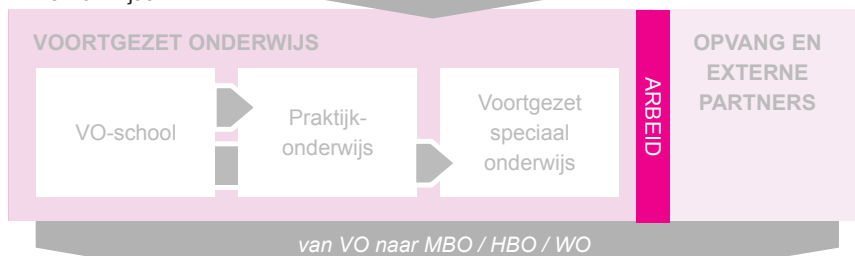 VOORTGEZET ONDERWIJS
VO-school
Praktijk-
onderwijs
Voortgezet
speciaal
onderwijs
ARBEID
OPVANG EN
EXTERNE
PARTNERS
van VO naar MBO / HBO / WO